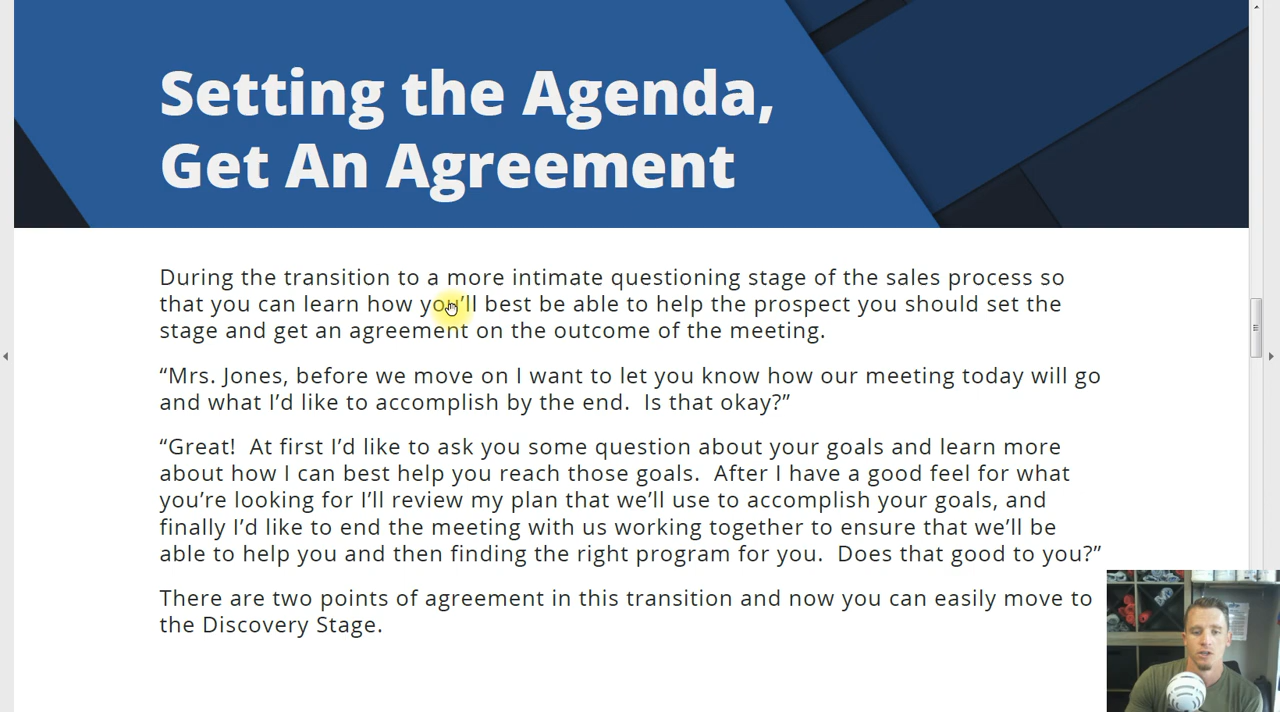 Setting the Agenda,
Get An Agreement
During the transition to a more intimate questioning stage of the sales process so
that you can learn how you'll best be able to help the prospect you should set the
stage and get an agreement on the outcome of the meeting.
“Mrs. Jones, before we move on I want to let you know how our meeting today will go
and what I'd like to accomplish by the end.  Is that okay?”
“Great!  At first I'd like to ask you some question about your goals and learn more
about how I can best help you reach those goals.  After I have a good feel for what
you're looking for I'll review my plan that we'll use to accomplish your goals, and
finally I'd like to end the meeting with us working together to ensure that we'll be
able to help you and then finding the right program for you.  Does that good to you?”
There are two points of agreement in this transition and now you can easily move to
the Discovery Stage.